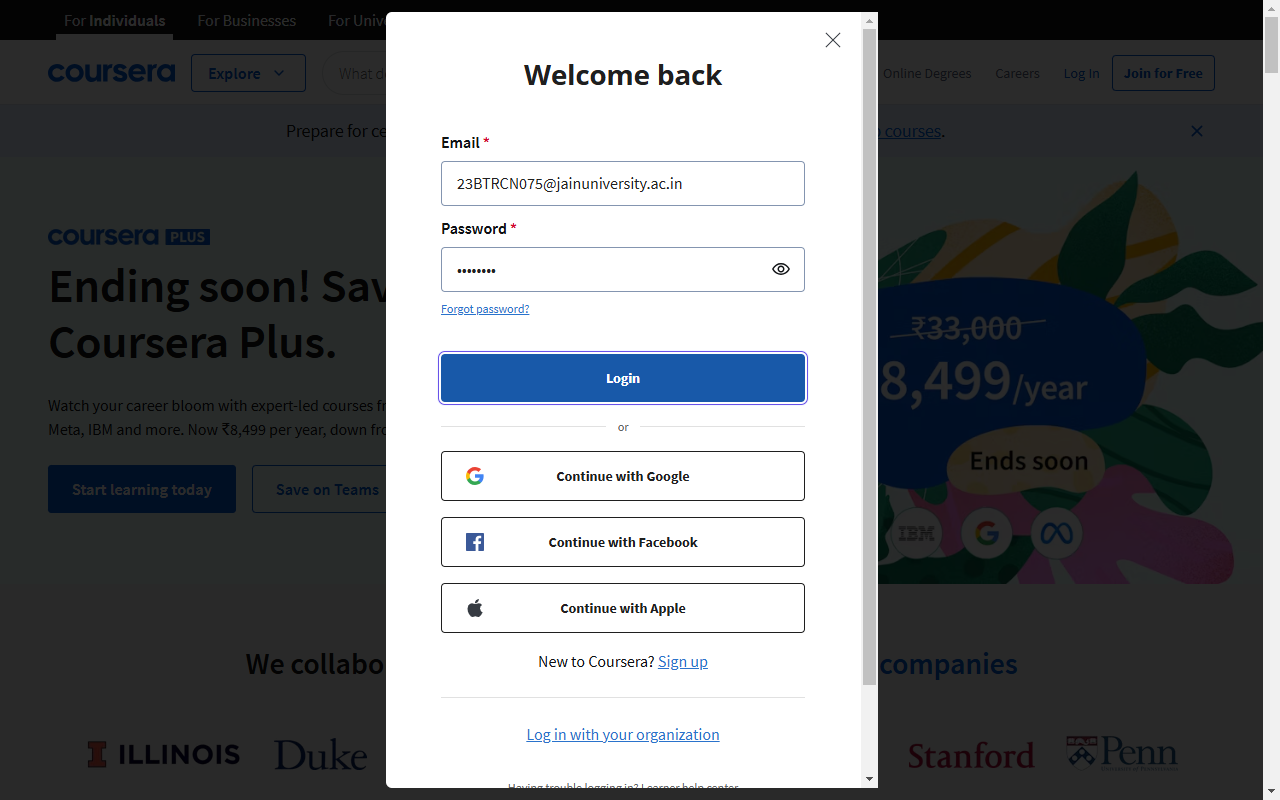 For Individuals
For Businesses
For Univ
coursera
Explore
What do
Online Degrees
Careers
Log In
Join for Free
Prepare for ce
courses.
coursera PLUS
Ending soon! Sav
Coursera Plus.
Watch your career bloom with expert-led courses fr
Meta, IBM and more. Now ₹8,499 per year, down fro
Start learning today
Save on Teams
₹33,000
8,499/year
Ends soon
IBM
We collabo
companies
ILLINOIS
Duke
Stanford
Penn
Welcome back
Email *
23BTRCN075@jainuniversity.ac.in
Password *
••••••••
Forgot password?
Login
or
Continue with Google
Continue with Facebook
Continue with Apple
New to Coursera? Sign up
Log in with your organization
Having trouble logging in? Learner help center